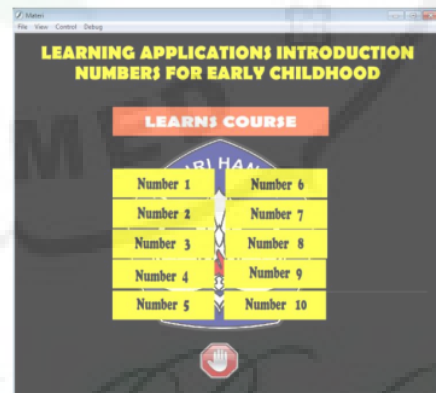 Materi
File View Control Debug
LEARNING APPLICATIONS INTRODUCTION
NUMBERS FOR EARLY CHILDHOOD
LEARNS COURSE
Number 1
Number 2
Number 3
Number 4
Number 5
Number 6
Number 7
Number 8
Number 9
Number 10